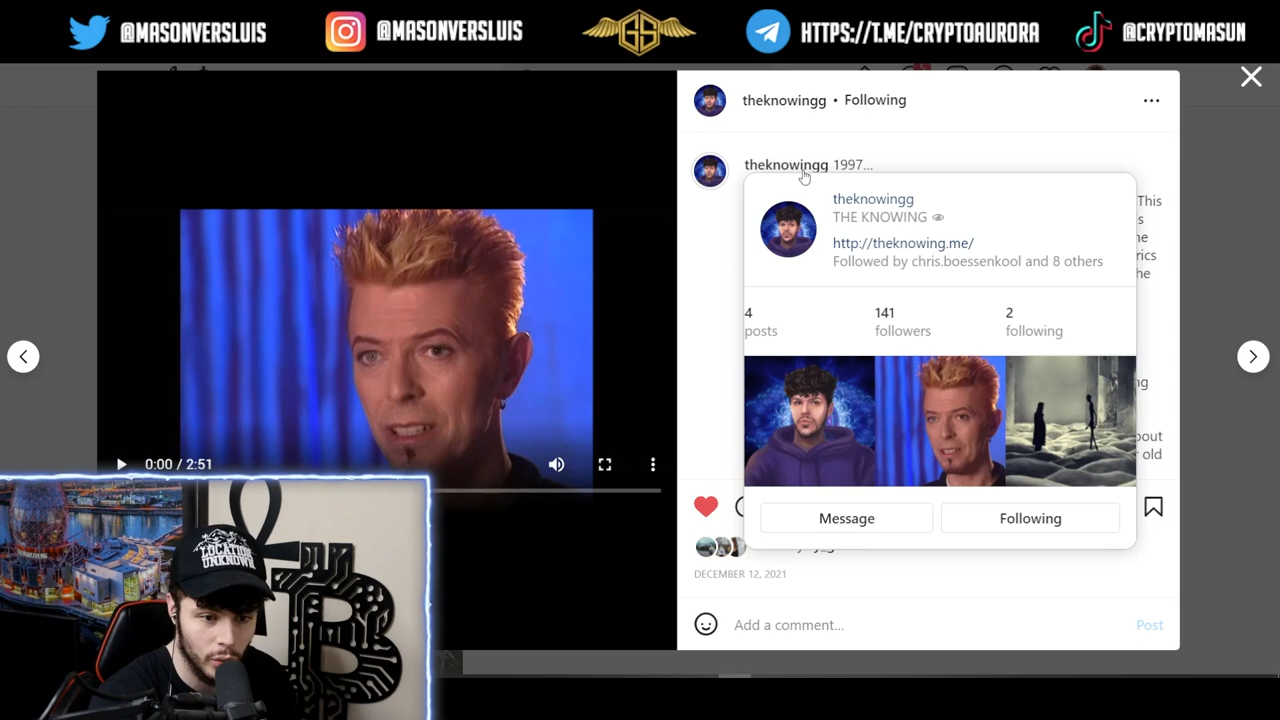 @MASONVERSLUIS
@MASONVERSLUIS
GS
HTTPS://T.ME/CRYPTOAURORA
@CRYPTOMASUN
theknowingg • Following
theknowingg 1997...
theknowingg
THE KNOWING
http://theknowing.me/
Followed by chris.boessenkool and 8 others
4
posts
141
followers
2
following
This
Message
Following
0:00 / 2:51
DECEMBER 12, 2021
Add a comment...
Post
LOCATION
UNKNOWN